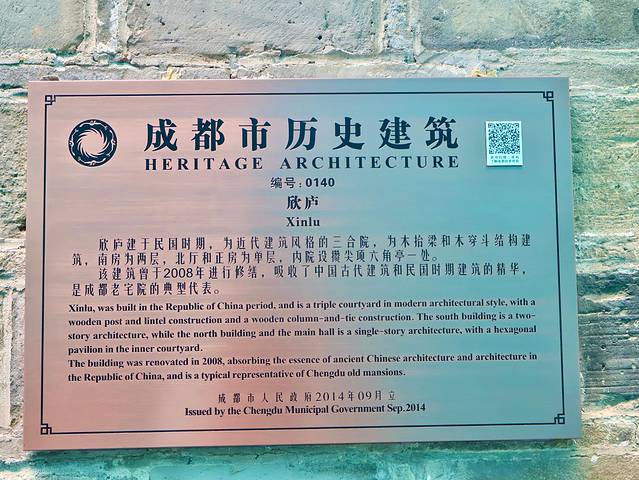 成都市历史建筑
HERITAGE ARCHITECTURE
编号:0140
欣庐
Xinlu
欣庐建于民国时期，为近代建筑风格的三合院，为木抬梁和木穿斗结构建
筑，南房为两层，北厅和正房为单层，内院设攒尖顶六角亭一处。
该建筑曾于2008年进行修缮，吸收了中国古代建筑和民国时期建筑的精华，
是成都老宅院的典型代表。
Xinlu, was built in the Republic of China period, and is a triple courtyard in modern architectural style, with a
wooden post and lintel construction and a wooden column-and-tie construction. The south building is a two-
story architecture, while the north building and the main hall is a single-story architecture, with a hexagonal
pavilion in the inner courtyard.
The building was renovated in 2008, absorbing the essence of ancient Chinese architecture and architecture in
the Republic of China, and is a typical representative of Chengdu old mansions.
成都市人民政府2014年09月立
Issued by the Chengdu Municipal Government Sep.2014